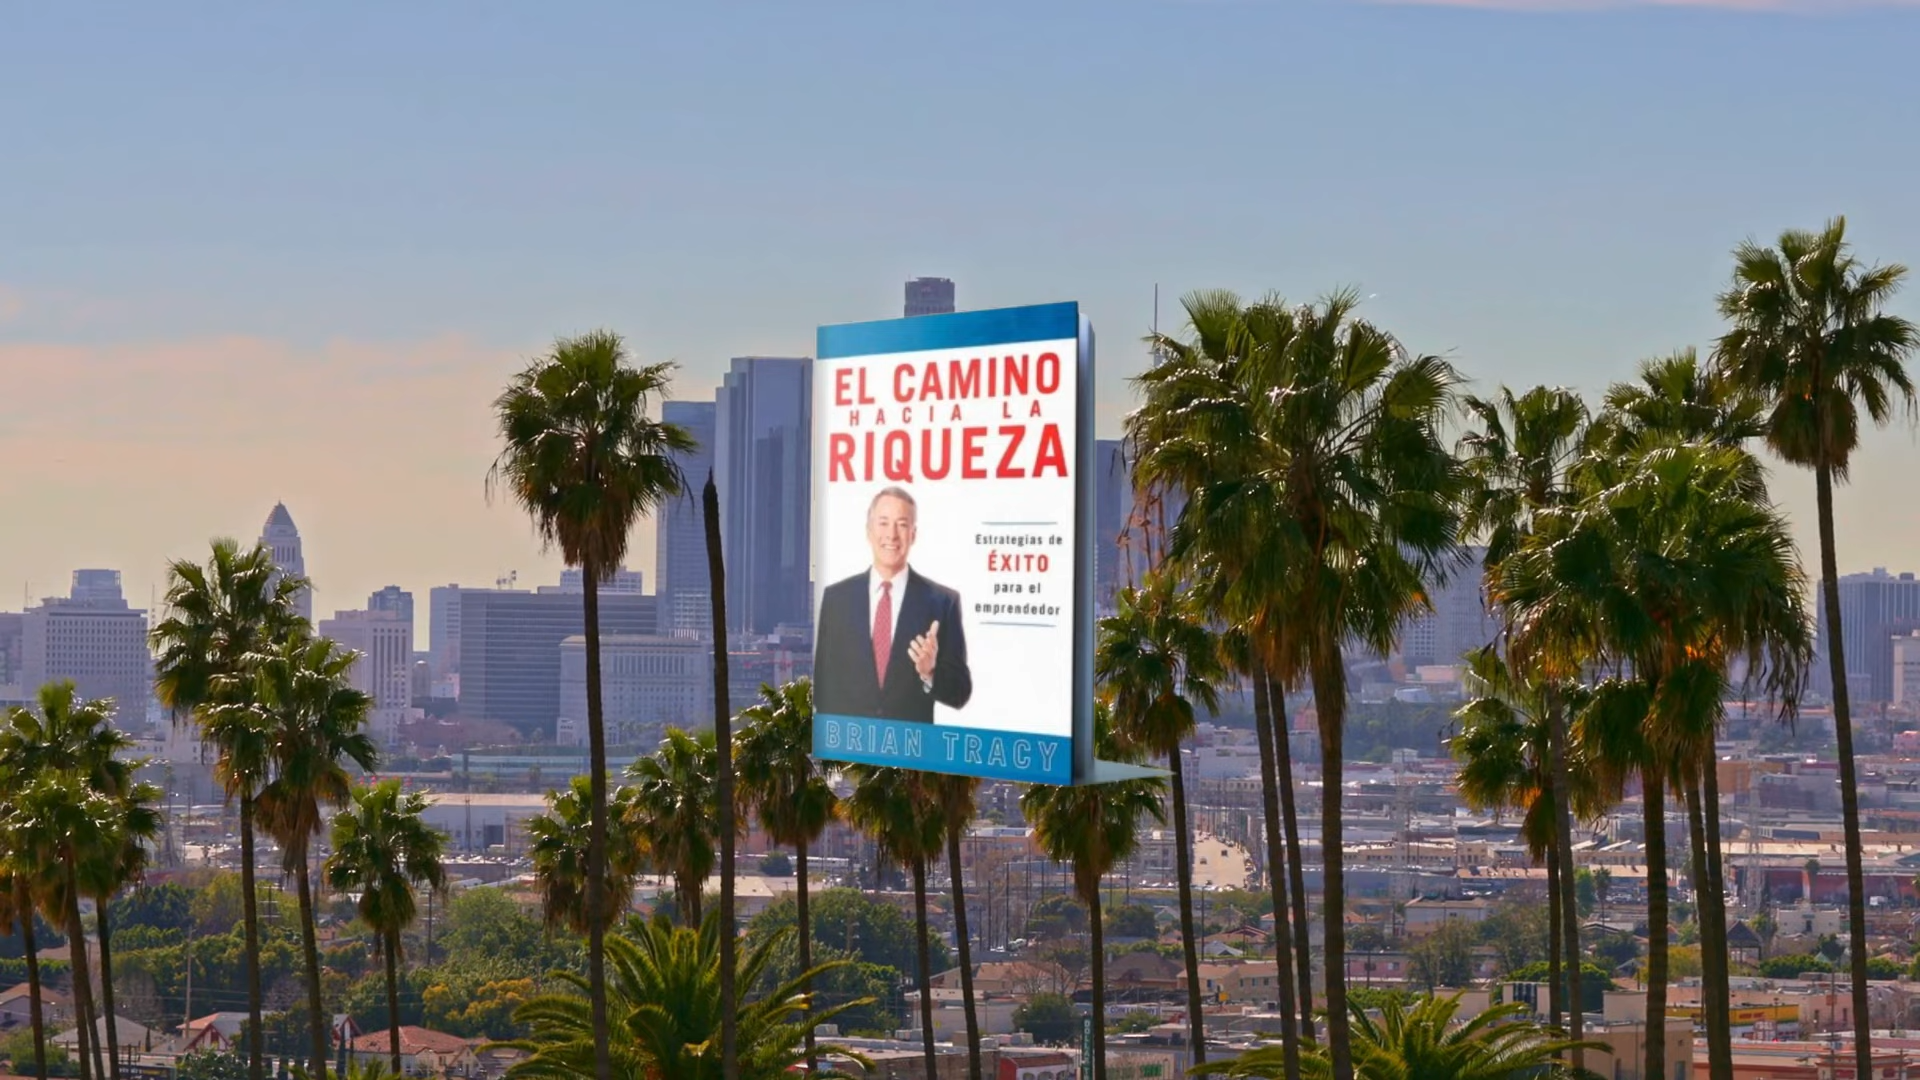 EL CAMINO
HACIA LA
RIQUEZA
Estrategias de
ÉXITO
para el
emprendedor
BRIAN TRACY